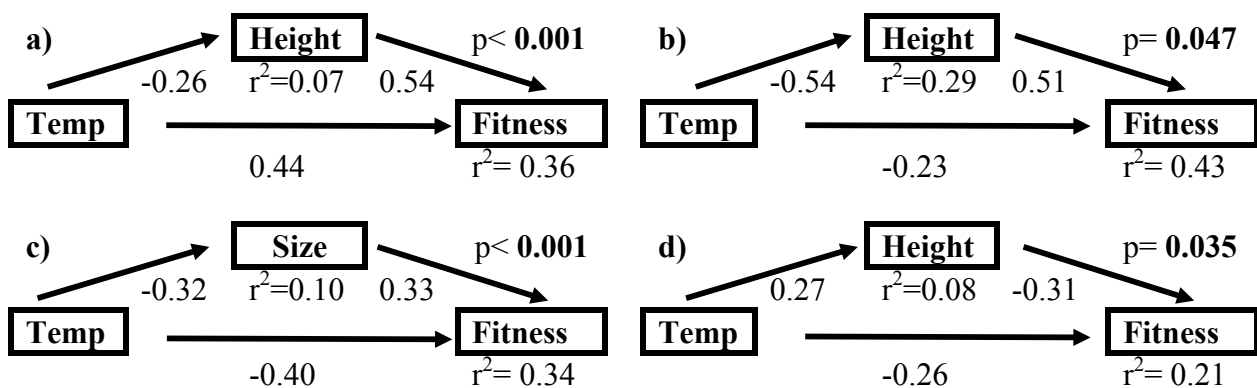 a) Height p< 0.001
-0.26 r²=0.07 0.54
Temp Fitness
0.44 r²= 0.36
b) Height p= 0.047
-0.54 r²=0.29 0.51
Temp Fitness
-0.23 r²= 0.43
c) Size p< 0.001
-0.32 r²=0.10 0.33
Temp Fitness
-0.40 r²= 0.34
d) Height p= 0.035
0.27 r²=0.08 -0.31
Temp Fitness
-0.26 r²= 0.21